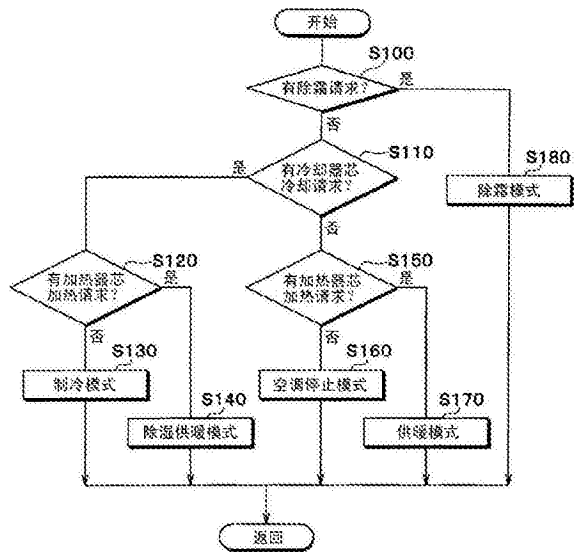 开始
S100
有除霜请求?
是
否
S110
有冷却器芯
冷却请求?
是
否
S180
除霜模式
S120
有加热器芯
加热请求?
是
否
S150
有加热器芯
加热请求?
是
否
S130
制冷模式
S140
除湿供暖模式
S160
空调停止模式
S170
供暖模式
返回